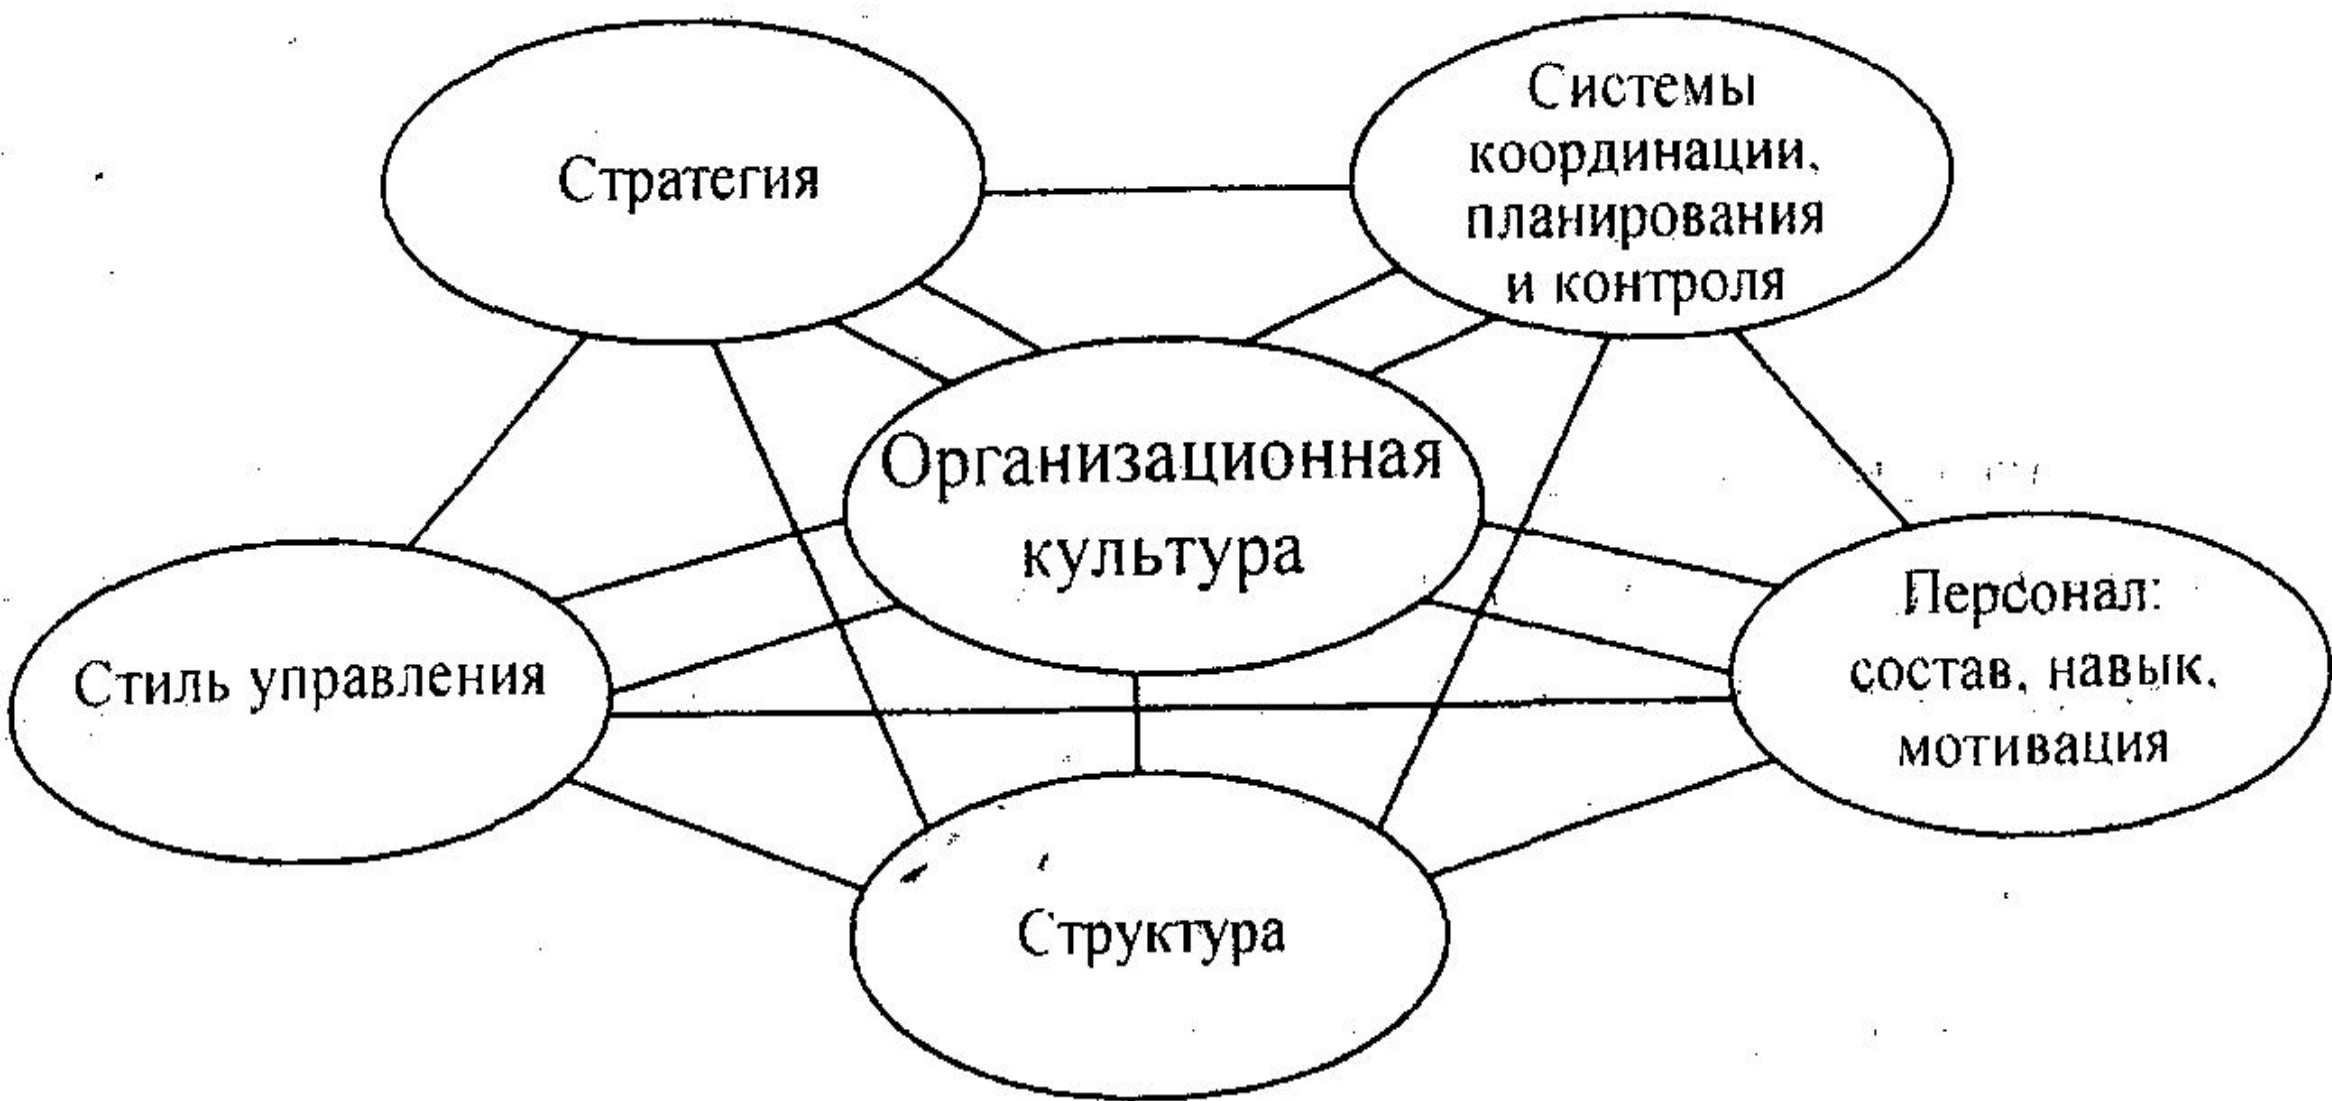 Стратегия
Системы
координации,
планирования
и контроля
Организационная
культура
Стиль управления
Персонал:
состав, навык,
мотивация
Структура